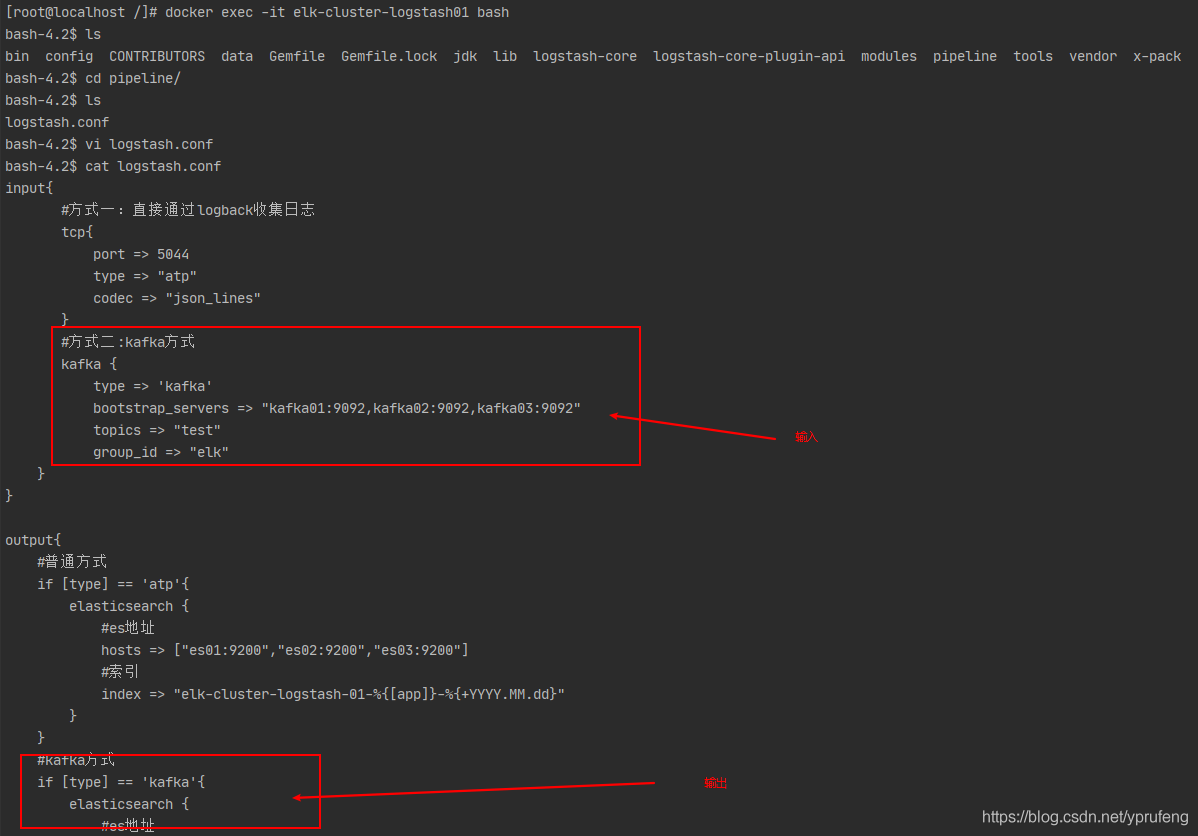 [root@localhost /]# docker exec -it elk-cluster-logstash01 bash
bash-4.2$ ls
bin  config  CONTRIBUTORS  data  Gemfile  Gemfile.lock  jdk  lib  logstash-core  logstash-core-plugin-api  modules  pipeline  tools  vendor  x-pack
bash-4.2$ cd pipeline/
bash-4.2$ ls
logstash.conf
bash-4.2$ vi logstash.conf
bash-4.2$ cat logstash.conf
input{
       #方式一：直接通过logback收集日志
       tcp{
           port => 5044
           type => "atp"
           codec => "json_lines"
       }
       #方式二:kafka方式
       kafka {
           type => 'kafka'
           bootstrap_servers => "kafka01:9092,kafka02:9092,kafka03:9092"
           topics => "test"
           group_id => "elk"
输入
    }
}
output{
    #普通方式
    if [type] == 'atp'{
        elasticsearch {
            #es地址
            hosts => ["es01:9200","es02:9200","es03:9200"]
            #索引
            index => "elk-cluster-logstash-01-%{[app]}-%{+YYYY.MM.dd}"
        }
    }
    #kafka方式
    if [type] == 'kafka'{
输出
        elasticsearch {
            #es地址
https://blog.csdn.net/yprufeng